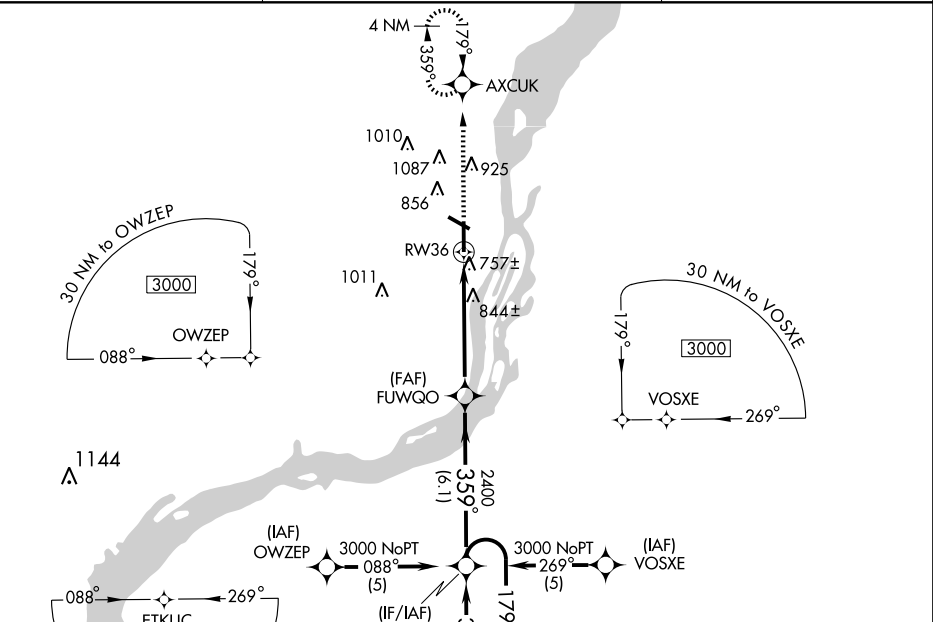 4 NM
179°
359°
AXCUK
1010
1087
925
856
RW36
757±
1011
844±
30 NM to OWZEP
3000
179°
OWZEP
088°
30 NM to VOSXE
3000
179°
VOSXE
269°
(FAF)
FUWQO
1144
2400
359°
(6.1)
(IAF)
OWZEP
3000 NoPT
088°
(5)
3000 NoPT
269°
(5)
(IAF)
VOSXE
(IF/IAF)
179
088°
269°